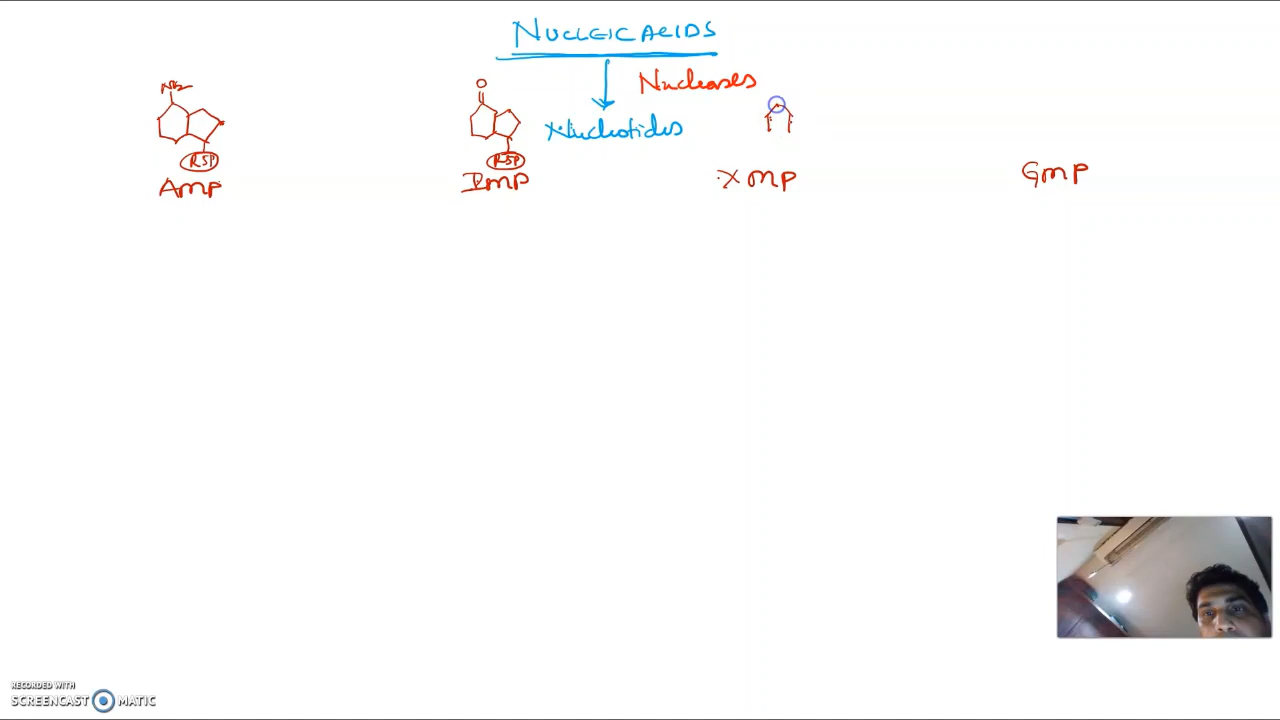 NUCLEIC ACIDS
Nucleases
Nucleotides
NH2
R5P
AMP
O
R5P
IMP
XMP
GMP
RECORDED WITH
SCREENCAST MATIC